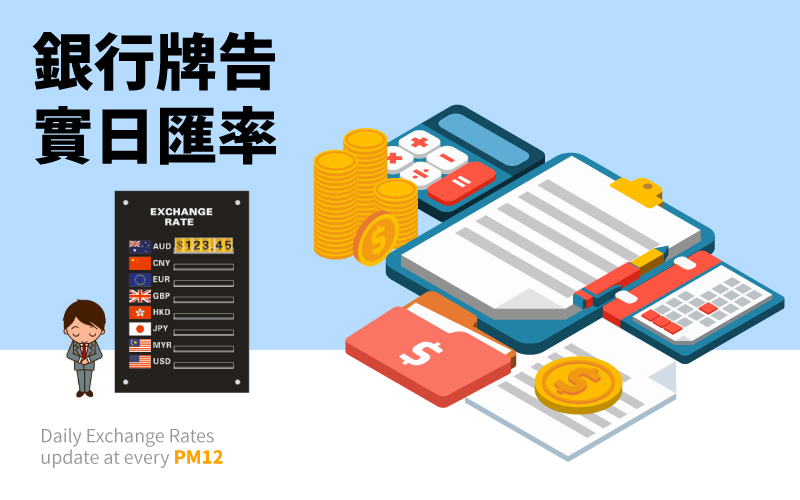 銀行牌告
實日匯率
EXCHANGE
RATE
AUD $123.45
CNY
EUR
GBP
HKD
JPY
MYR
USD
Daily Exchange Rates
update at every PM12